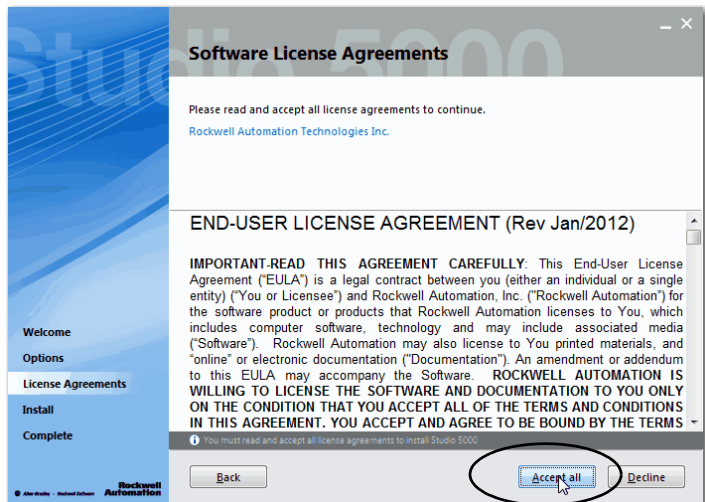 Studio 5000
Software License Agreements
Please read and accept all license agreements to continue.
Rockwell Automation Technologies Inc.
END-USER LICENSE AGREEMENT (Rev Jan/2012)
IMPORTANT-READ THIS AGREEMENT CAREFULLY: This End-User License
Agreement ("EULA") is a legal contract between you (either an individual or a single
entity) ("You or Licensee") and Rockwell Automation, Inc. ("Rockwell Automation") for
the software product or products that Rockwell Automation licenses to You, which
includes computer software, technology and may include associated media
("Software"). Rockwell Automation may also license to You printed materials, and
"online" or electronic documentation ("Documentation"). An amendment or addendum
to this EULA may accompany the Software. ROCKWELL AUTOMATION IS
WILLING TO LICENSE THE SOFTWARE AND DOCUMENTATION TO YOU ONLY
ON THE CONDITION THAT YOU ACCEPT ALL OF THE TERMS AND CONDITIONS
IN THIS AGREEMENT. YOU ACCEPT AND AGREE TO BE BOUND BY THE TERMS
You must read and accept all license agreements to install Studio 5000
Welcome
Options
License Agreements
Install
Complete
Back
Accept all
Decline
Allen-Bradley - Rockwell Software
Rockwell
Automation